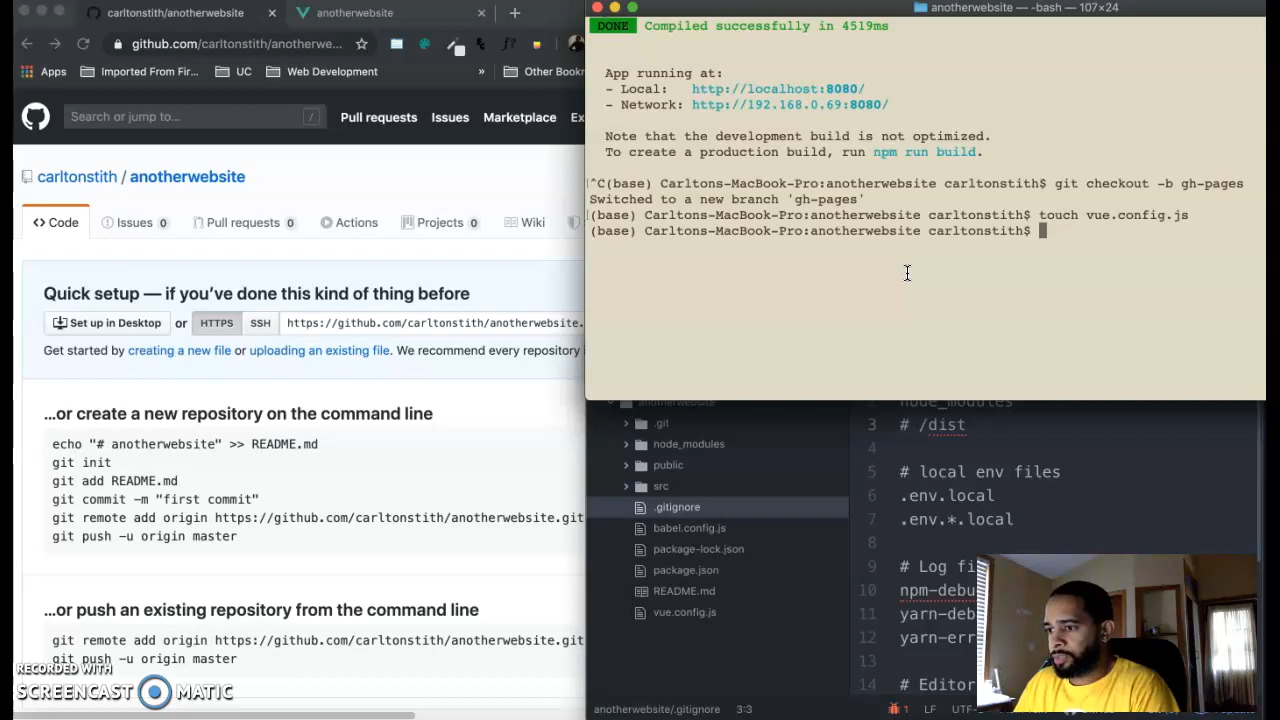 carltonstith/anotherwebsite
anotherwebsite
github.com/carltonstith/anotherwe...
Apps
Imported From Fir...
UC
Web Development
»
Other Bookm
Search or jump to...
/
Pull requests
Issues
Marketplace
Ex
carltonstith / anotherwebsite
<> Code
Issues 0
Pull requests 0
Actions
Projects 0
Wiki
Quick setup — if you've done this kind of thing before
Set up in Desktop
or
HTTPS
SSH
https://github.com/carltonstith/anotherwebsite.
Get started by creating a new file or uploading an existing file. We recommend every repository
...or create a new repository on the command line
echo "# anotherwebsite" >> README.md
git init
git add README.md
git commit -m "first commit"
git remote add origin https://github.com/carltonstith/anotherwebsite.git
git push -u origin master
...or push an existing repository from the command line
git remote add origin https://github.com/carltonstith/anotherwebsite.git
git push -u origin master
RECORDED WITH
SCREENCAST MATIC
anotherwebsite — -bash — 107×24
DONE Compiled successfully in 4519ms
App running at:
- Local: http://localhost:8080/
- Network: http://192.168.0.69:8080/
Note that the development build is not optimized.
To create a production build, run npm run build.
^C(base) Carltons-MacBook-Pro:anotherwebsite carltonstith$ git checkout -b gh-pages
Switched to a new branch 'gh-pages'
(base) Carltons-MacBook-Pro:anotherwebsite carltonstith$ touch vue.config.js
(base) Carltons-MacBook-Pro:anotherwebsite carltonstith$
anotherwebsite
.git
node_modules
public
src
.gitignore
babel.config.js
package-lock.json
package.json
README.md
vue.config.js
2 node_modules
3 # /dist
4
5 # local env files
6 .env.local
7 .env.*.local
8
9 # Log fi
10 npm-debu
11 yarn-deb
12 yarn-err
13
14 # Editor
anotherwebsite/.gitignore 3:3
1 LF UTF-